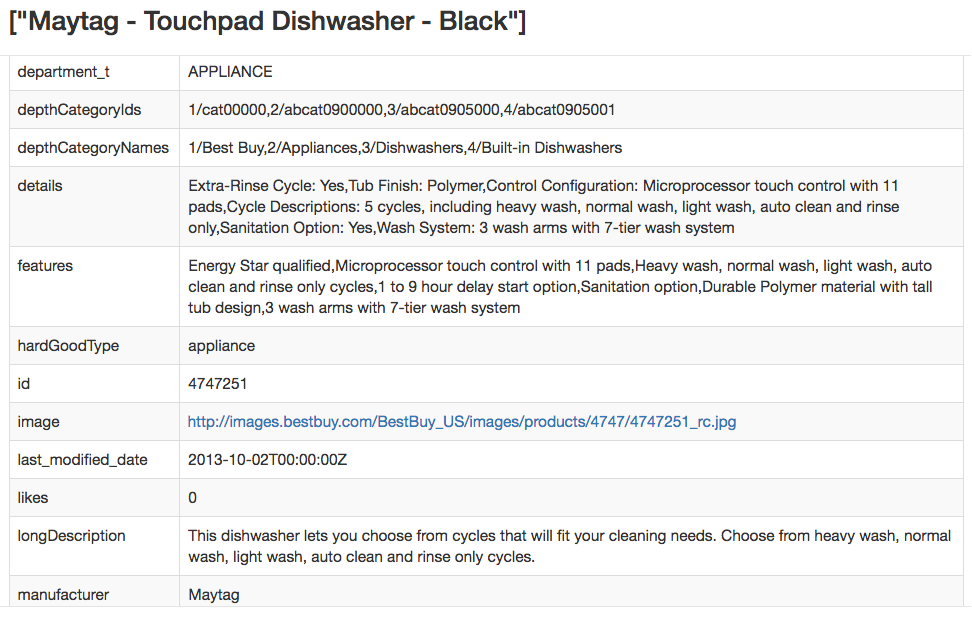 ["Maytag - Touchpad Dishwasher - Black"]
department_t APPLIANCE
depthCategoryIds 1/cat00000,2/abcat0900000,3/abcat0905000,4/abcat0905001
depthCategoryNames 1/Best Buy,2/Appliances,3/Dishwashers,4/Built-in Dishwashers
details Extra-Rinse Cycle: Yes,Tub Finish: Polymer,Control Configuration: Microprocessor touch control with 11
pads,Cycle Descriptions: 5 cycles, including heavy wash, normal wash, light wash, auto clean and rinse
only,Sanitation Option: Yes,Wash System: 3 wash arms with 7-tier wash system
features Energy Star qualified,Microprocessor touch control with 11 pads,Heavy wash, normal wash, light wash, auto
clean and rinse only cycles,1 to 9 hour delay start option,Sanitation option,Durable Polymer material with tall
tub design,3 wash arms with 7-tier wash system
hardGoodType appliance
id 4747251
image http://images.bestbuy.com/BestBuy_US/images/products/4747/4747251_rc.jpg
last_modified_date 2013-10-02T00:00:00Z
likes 0
longDescription This dishwasher lets you choose from cycles that will fit your cleaning needs. Choose from heavy wash, normal
wash, light wash, auto clean and rinse only cycles.
manufacturer Maytag